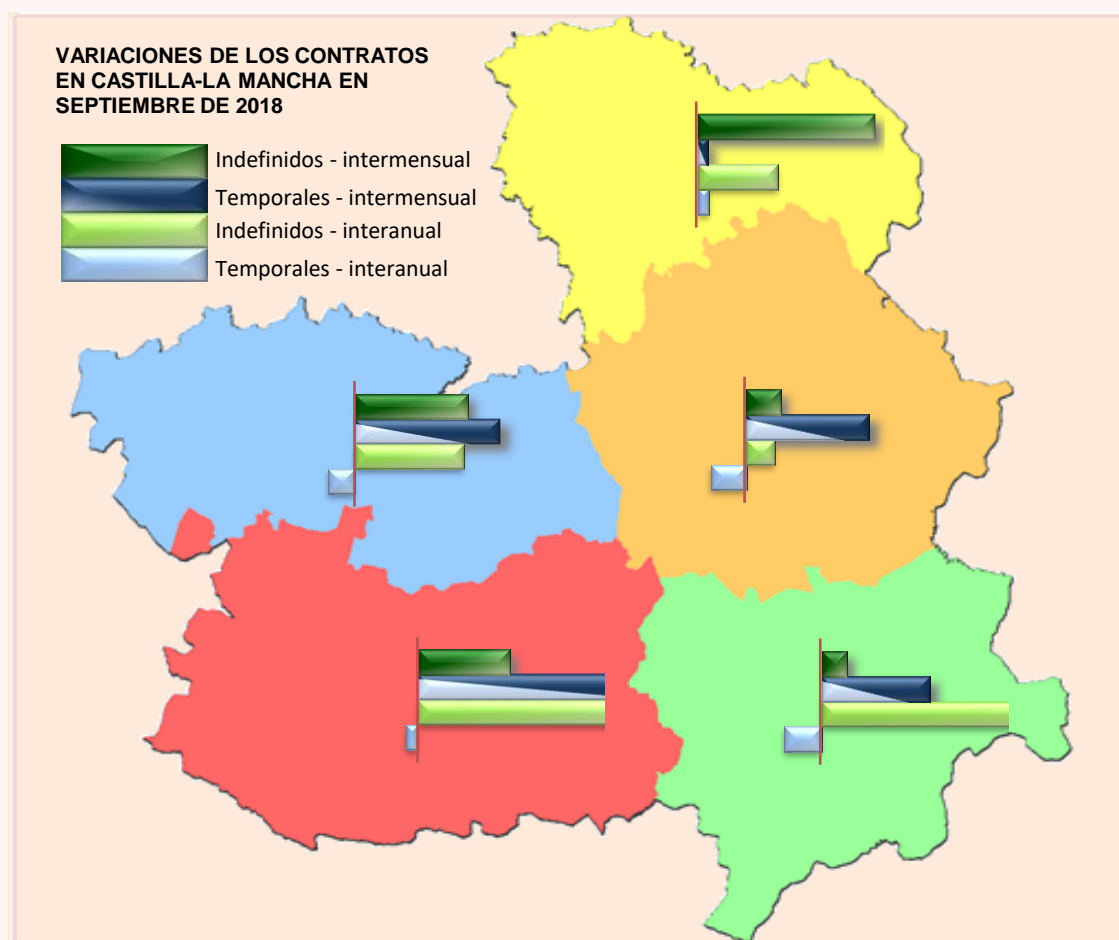 VARIACIONES DE LOS CONTRATOS
EN CASTILLA-LA MANCHA EN
SEPTIEMBRE DE 2018
Indefinidos - intermensual
Temporales - intermensual
Indefinidos - interanual
Temporales - interanual